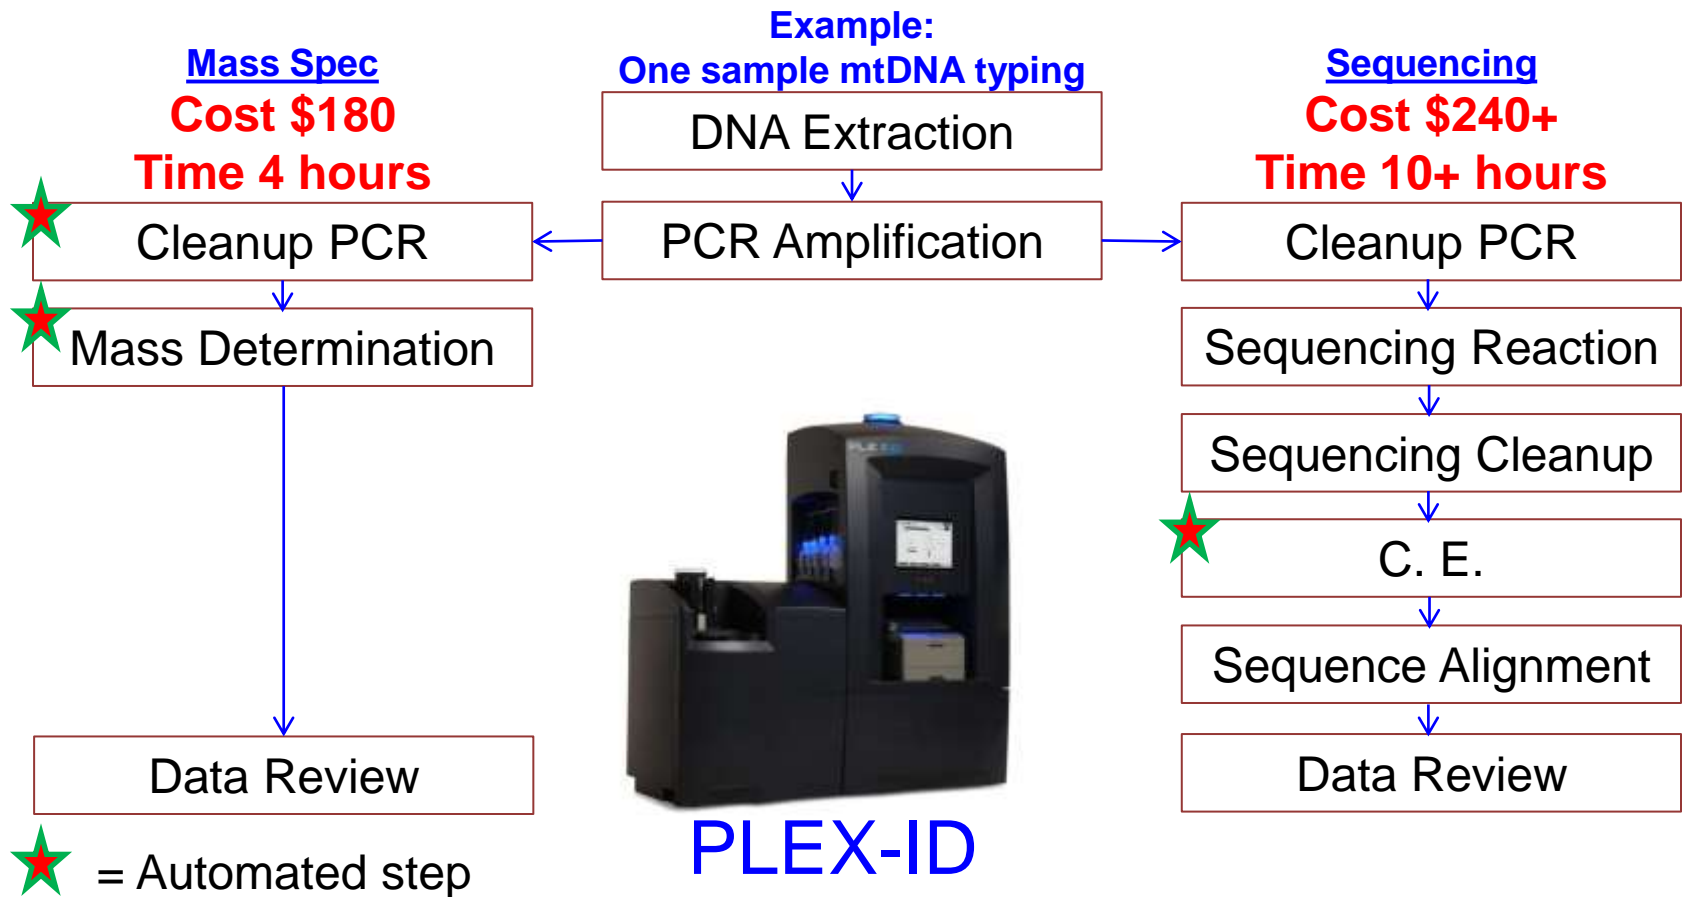 Example:
One sample mtDNA typing
Mass Spec
Cost $180
Time 4 hours
Sequencing
Cost $240+
Time 10+ hours
DNA Extraction
PCR Amplification
Cleanup PCR
Mass Determination
Data Review
Cleanup PCR
Sequencing Reaction
Sequencing Cleanup
C. E.
Sequence Alignment
Data Review
PLEX-ID
= Automated step